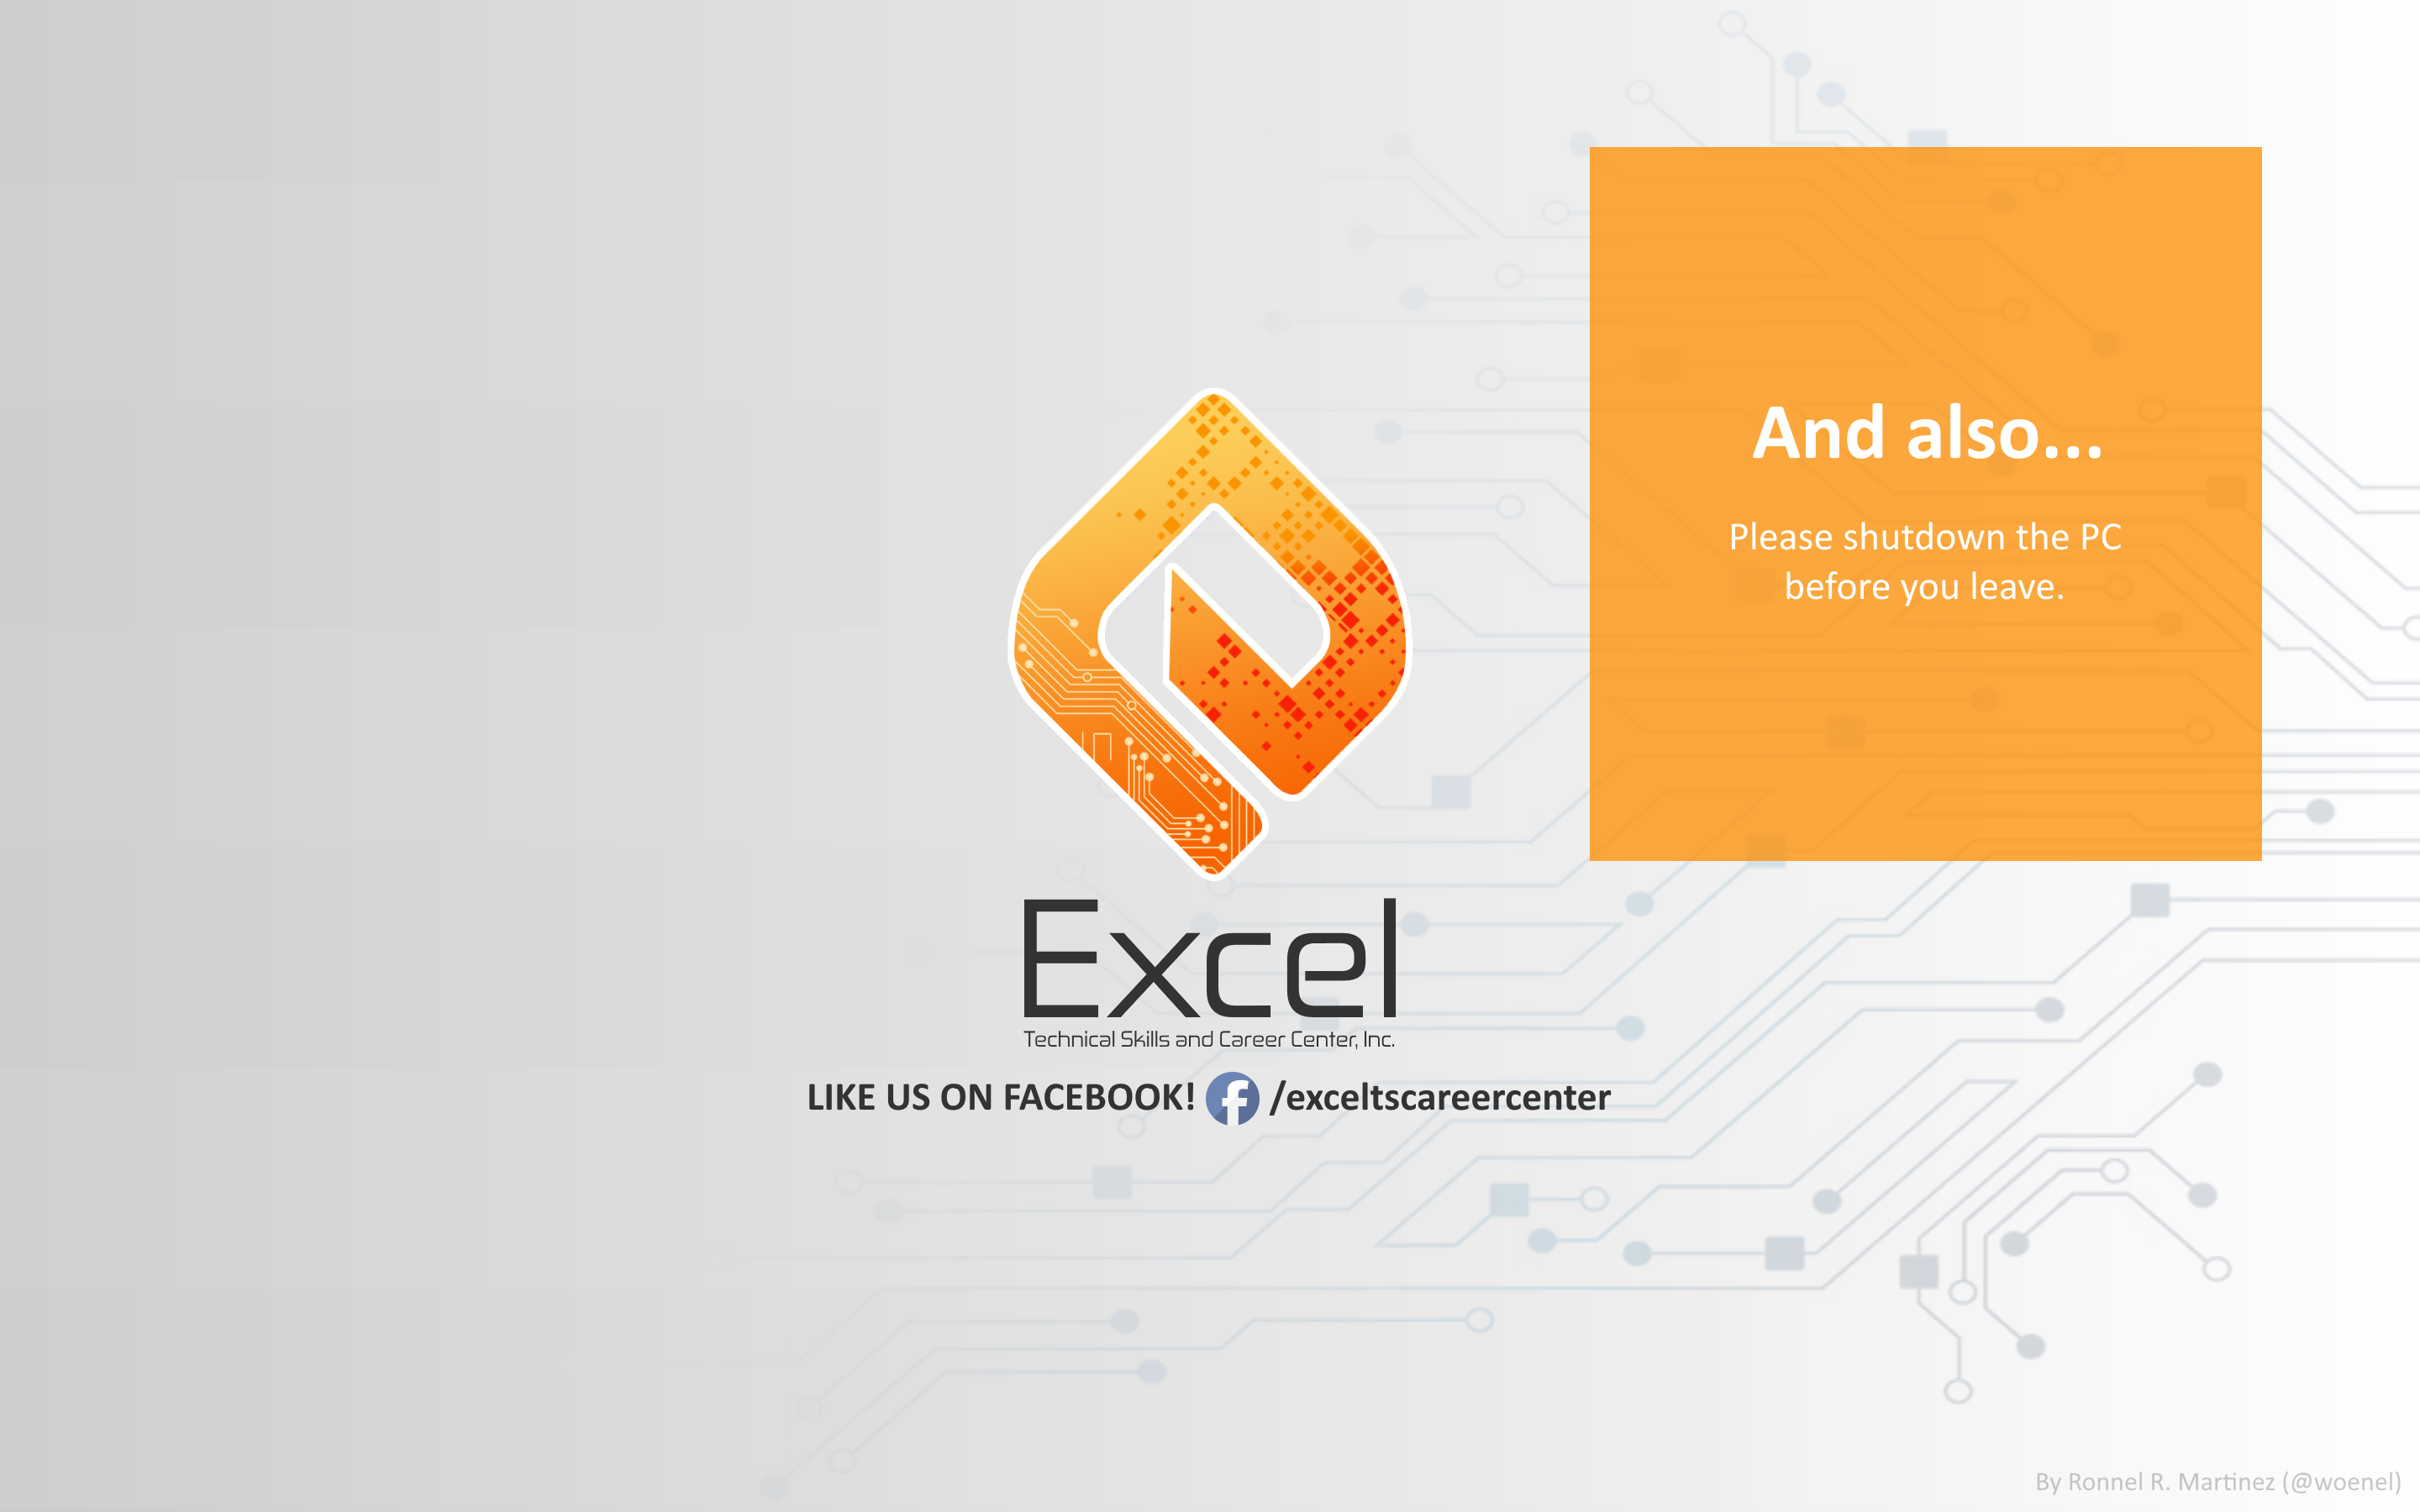 And also...
Please shutdown the PC
before you leave.
Excel
Technical Skills and Career Center, Inc.
LIKE US ON FACEBOOK! f /exceltscareercenter
By Ronnel R. Martinez (@woenel)